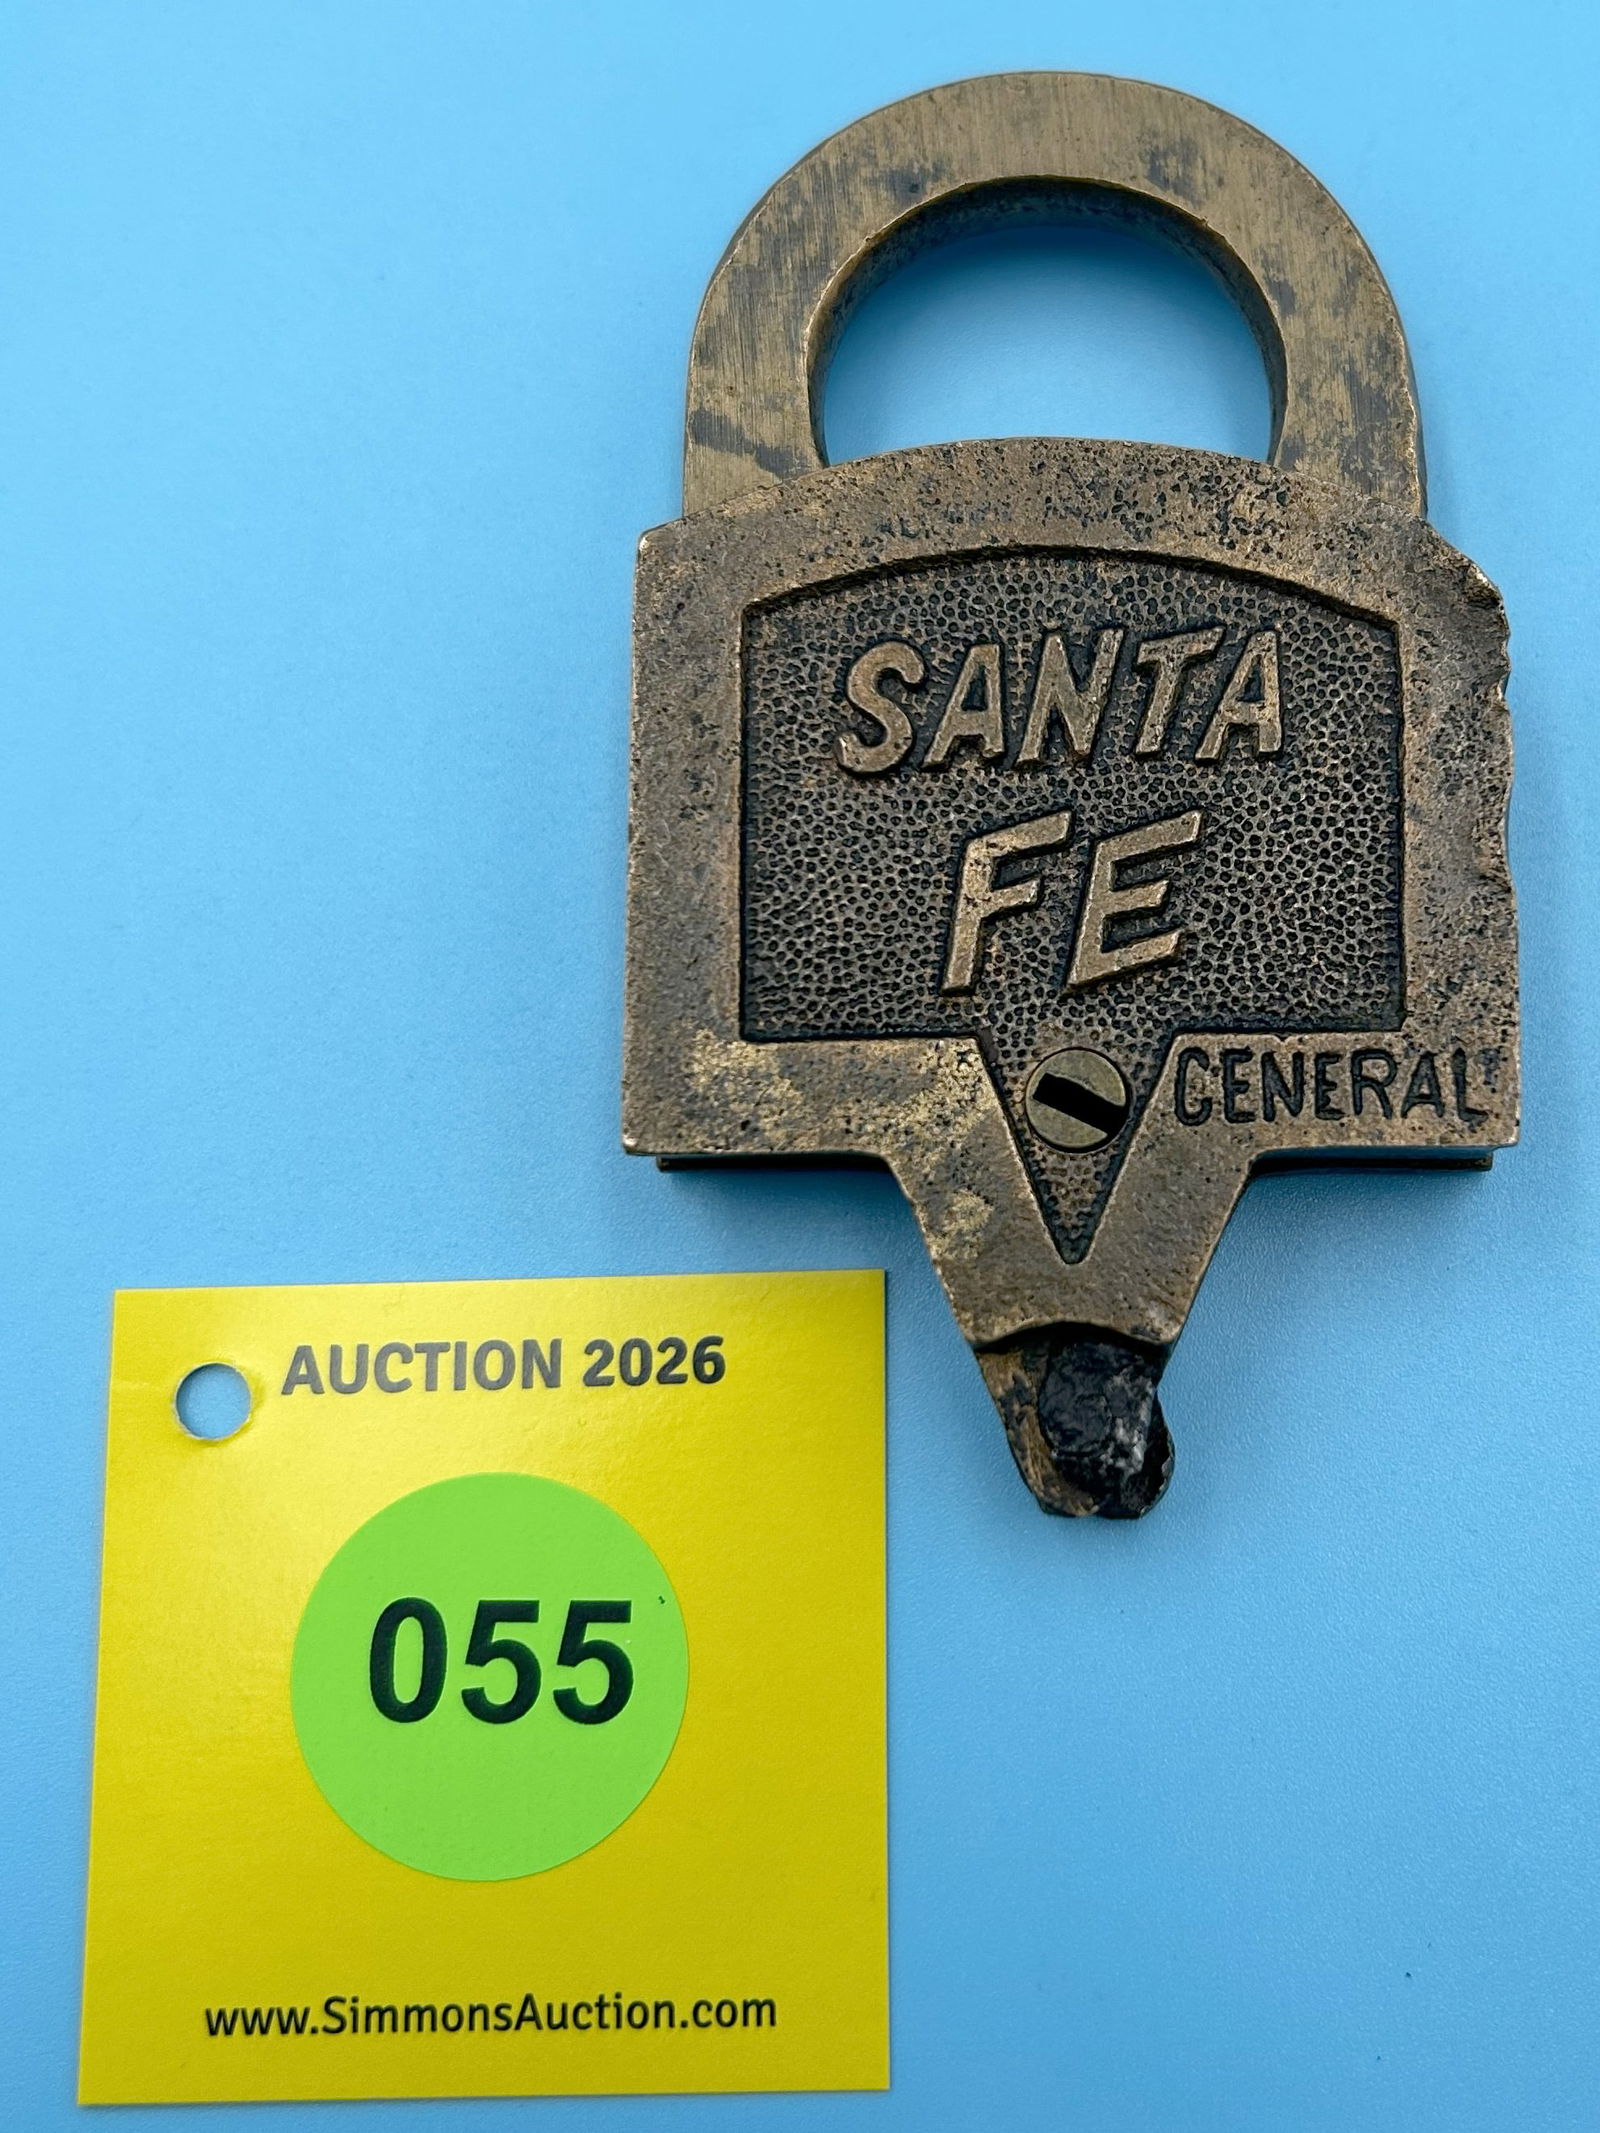 SANTA
FE
GENERAL
AUCTION 2026
055
www.SimmonsAuction.com